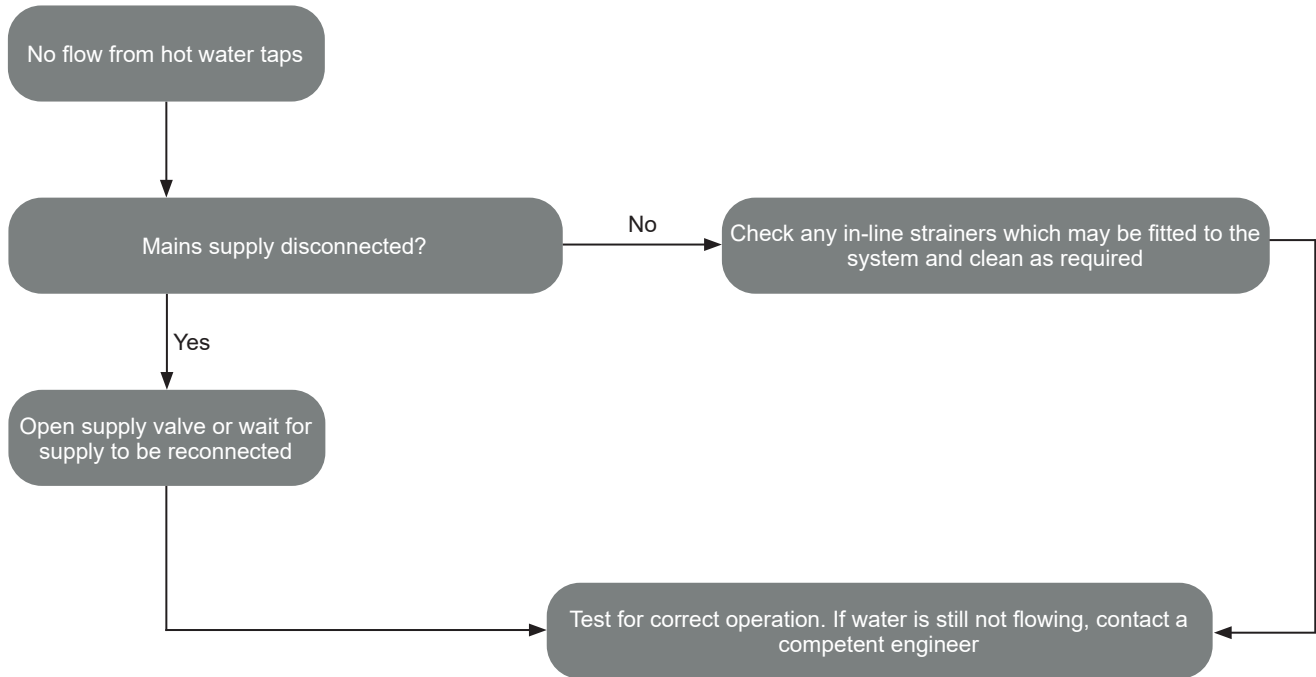 No flow from hot water taps
Mains supply disconnected?
No
Check any in-line strainers which may be fitted to the
system and clean as required
Yes
Open supply valve or wait for
supply to be reconnected
Test for correct operation. If water is still not flowing, contact a
competent engineer